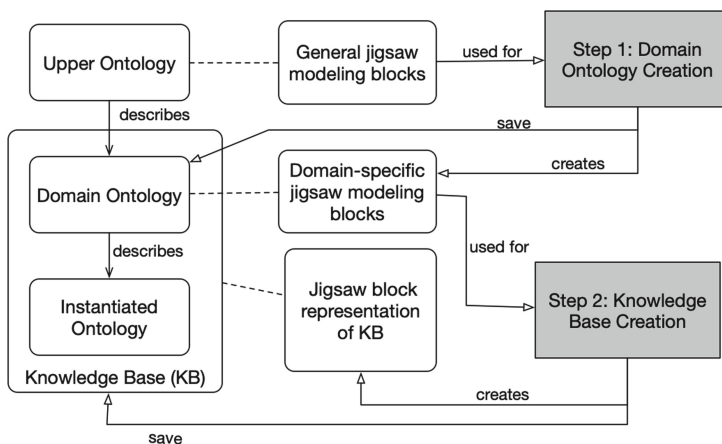 Upper Ontology
General jigsaw
modeling blocks
used for
Step 1: Domain
Ontology Creation
describes
save
creates
Domain Ontology
Domain-specific
jigsaw modeling
blocks
describes
used for
Instantiated
Ontology
Jigsaw block
representation
of KB
Step 2: Knowledge
Base Creation
Knowledge Base (KB)
creates
save